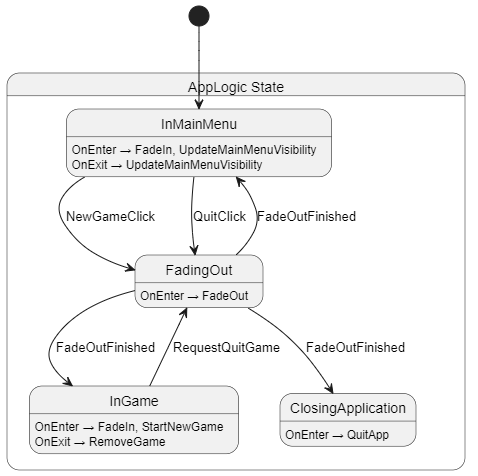 AppLogic State
InMainMenu
OnEnter → FadeIn, UpdateMainMenuVisibility
OnExit → UpdateMainMenuVisibility
NewGameClick
QuitClick
FadeOutFinished
FadingOut
OnEnter → FadeOut
FadeOutFinished
RequestQuitGame
FadeOutFinished
InGame
OnEnter → FadeIn, StartNewGame
OnExit → RemoveGame
ClosingApplication
OnEnter → QuitApp